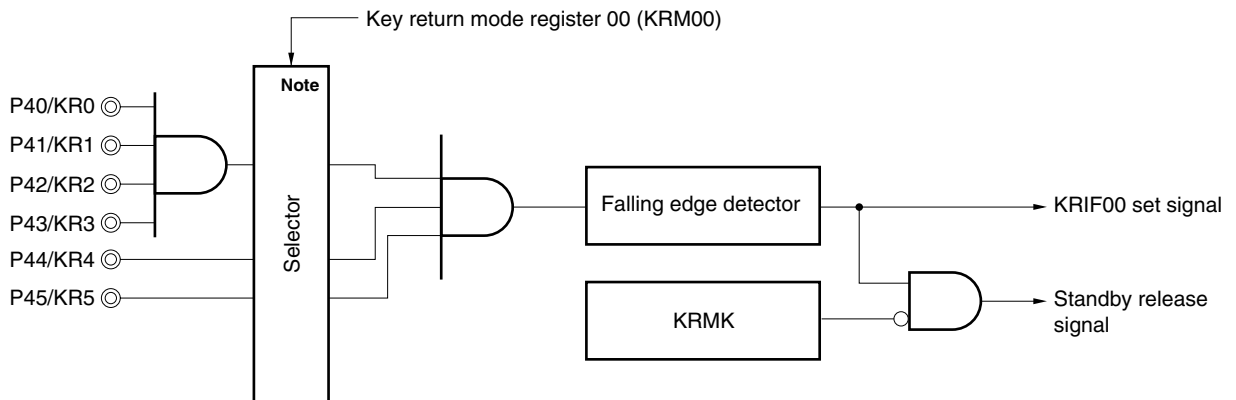 Key return mode register 00 (KRM00)
Note
P40/KR0
P41/KR1
P42/KR2
P43/KR3
P44/KR4
P45/KR5
Selector
Falling edge detector
KRIF00 set signal
KRMK
Standby release
signal